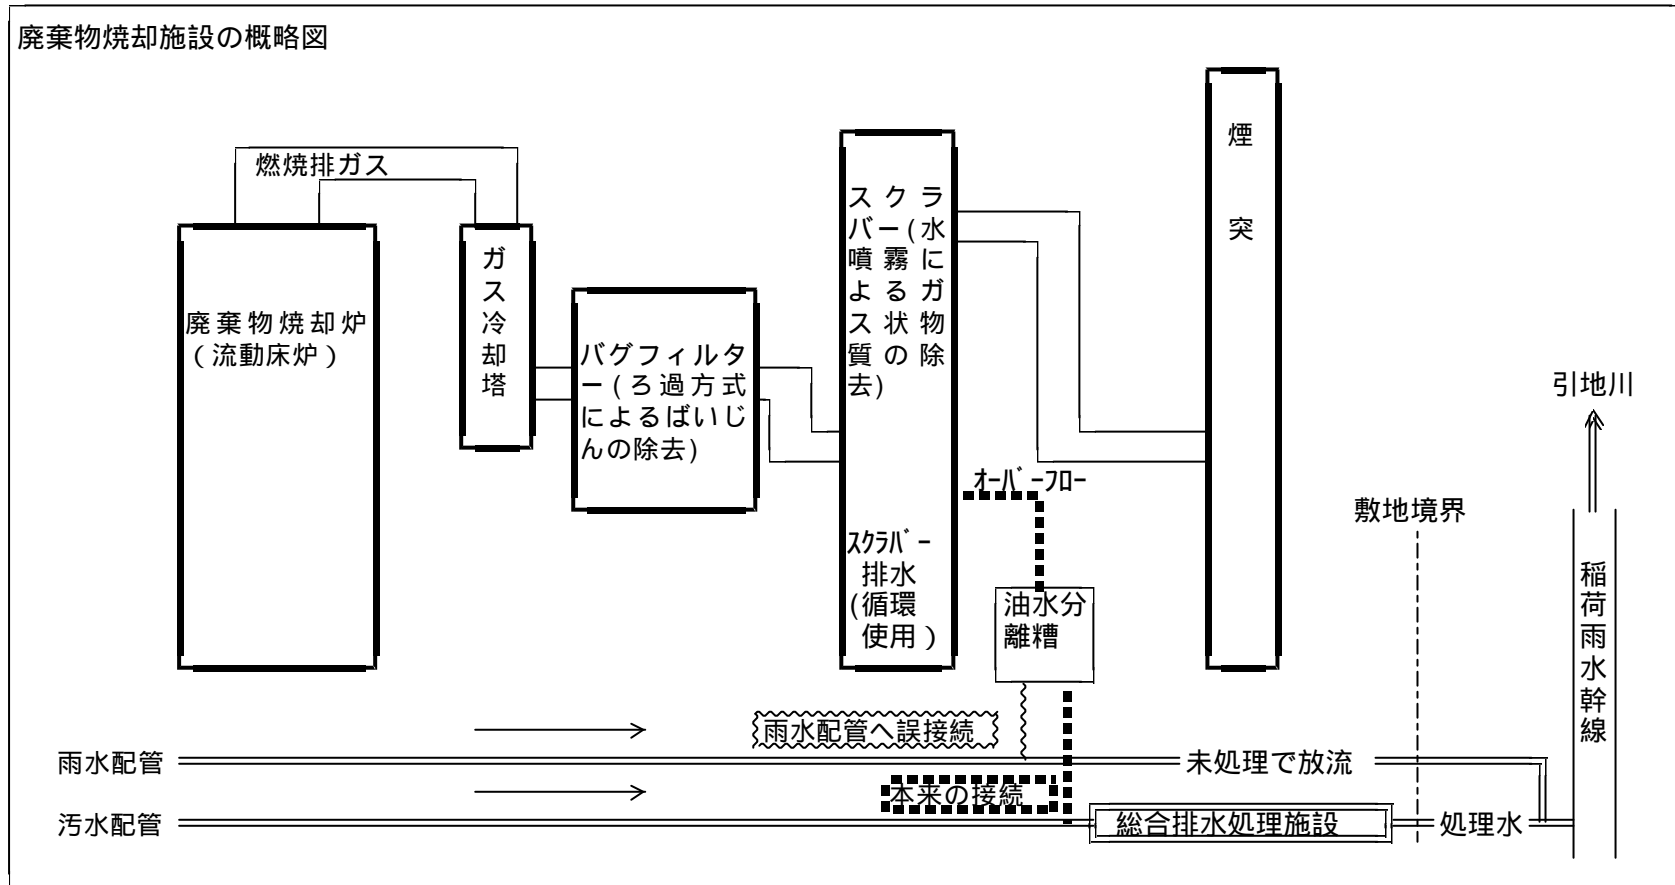 廃棄物焼却施設の概略図
燃焼排ガス
廃棄物焼却炉
(流動床炉)
ガス冷却塔
バグフィルタ
ー(ろ過方式
によるばいじ
んの除去)
スクラ
バー(水
噴霧に
よるガ
ス状物
質の除
去)
ｽｸﾗﾊﾞｰ
排水
(循環
使用)
煙突
ｵｰﾊﾞｰﾌﾛｰ
油水分
離糟
引地川
敷地境界
稲荷雨水幹線
雨水配管へ誤接続
雨水配管
未処理で放流
本来の接続
汚水配管
総合排水処理施設
処理水